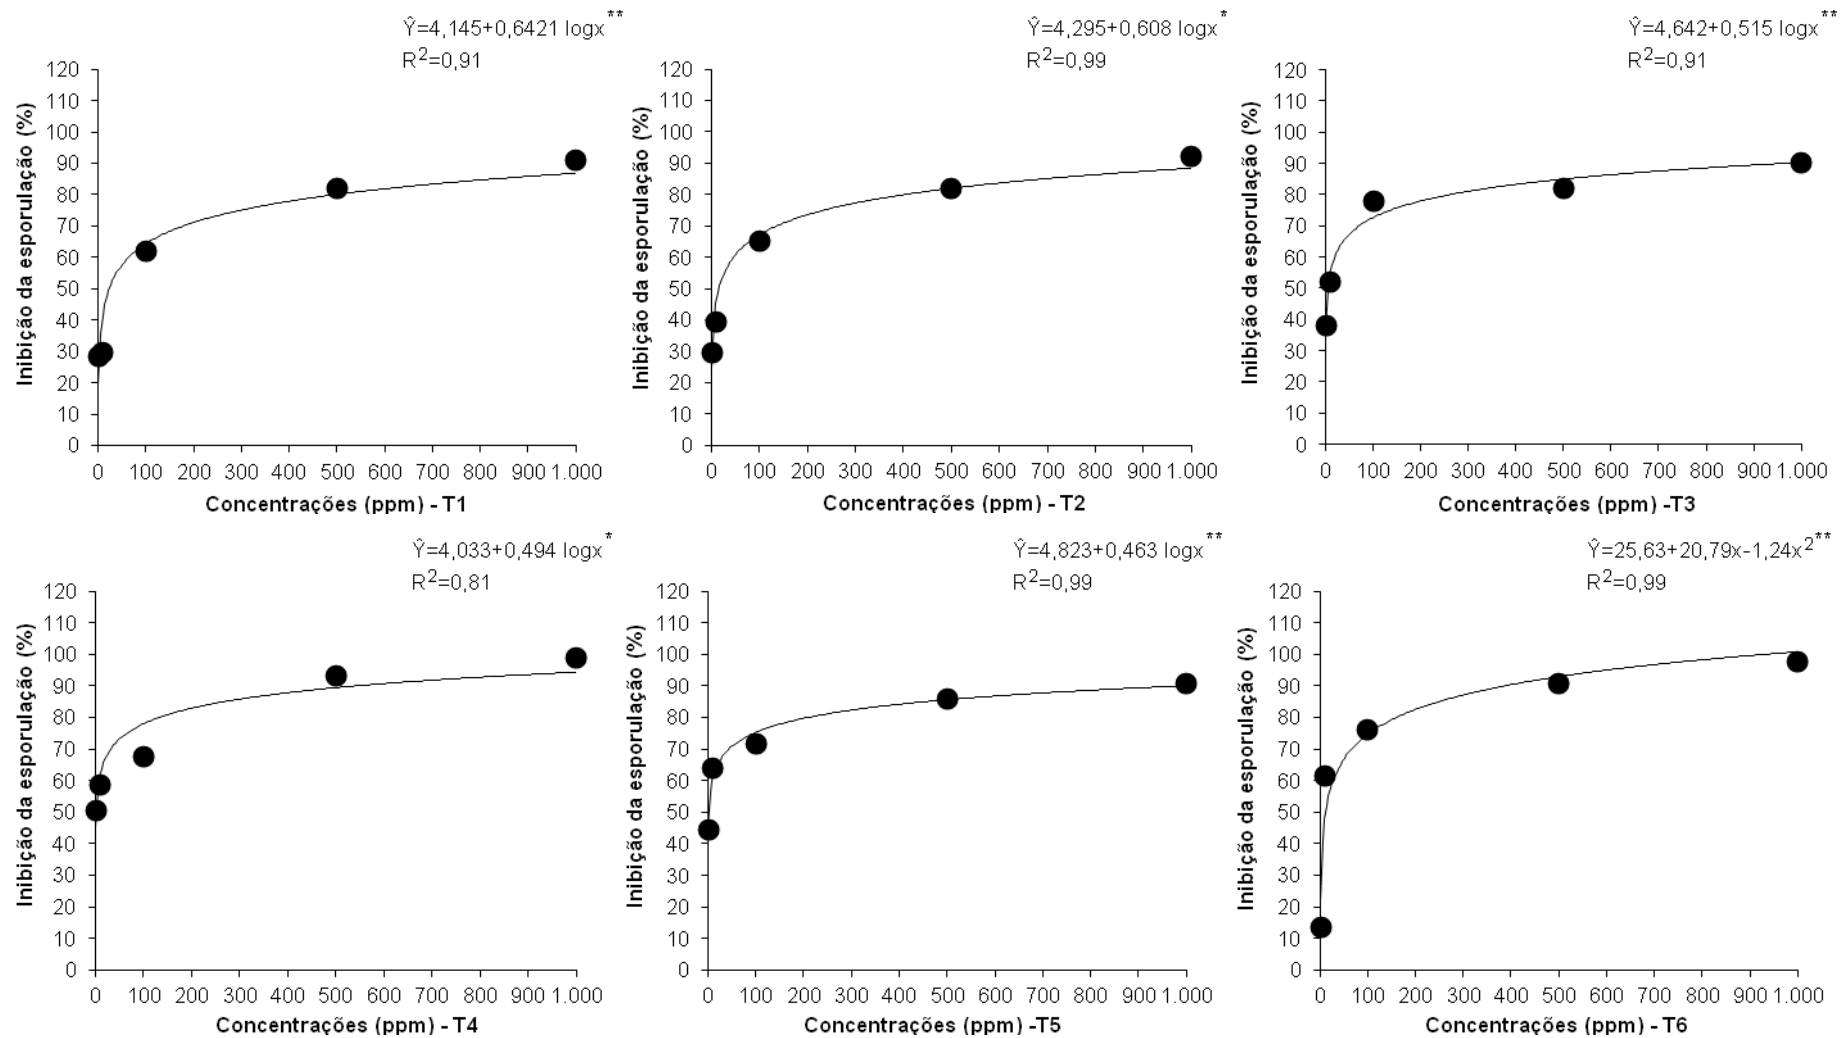 Ŷ=4,145+0,6421 logx**
R²=0,91
Inibição da esporulação (%)
120
110
100
90
80
70
60
50
40
30
20
10
0
0 100 200 300 400 500 600 700 800 900 1.000
Concentrações (ppm) - T1
Ŷ=4,295+0,608 logx*
R²=0,99
Inibição da esporulação (%)
120
110
100
90
80
70
60
50
40
30
20
10
0
0 100 200 300 400 500 600 700 800 900 1.000
Concentrações (ppm) - T2
Ŷ=4,642+0,515 logx**
R²=0,91
Inibição da esporulação (%)
120
110
100
90
80
70
60
50
40
30
20
10
0
0 100 200 300 400 500 600 700 800 900 1.000
Concentrações (ppm) -T3
Ŷ=4,033+0,494 logx*
R²=0,81
Inibição da esporulação (%)
120
110
100
90
80
70
60
50
40
30
20
10
0
0 100 200 300 400 500 600 700 800 900 1.000
Concentrações (ppm) - T4
Ŷ=4,823+0,463 logx**
R²=0,99
Inibição da esporulação (%)
120
110
100
90
80
70
60
50
40
30
20
10
0
0 100 200 300 400 500 600 700 800 900 1.000
Concentrações (ppm) -T5
Ŷ=25,63+20,79x-1,24x²**
R²=0,99
Inibição da esporulação (%)
120
110
100
90
80
70
60
50
40
30
20
10
0
0 100 200 300 400 500 600 700 800 900 1.000
Concentrações (ppm) - T6